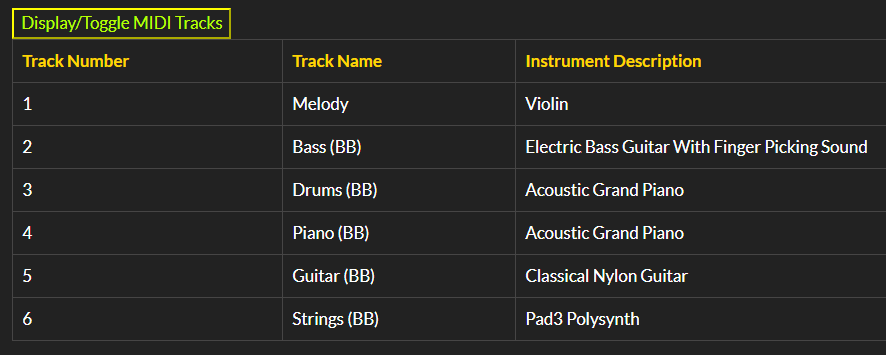 Display/Toggle MIDI Tracks
Track Number Track Name Instrument Description
1 Melody Violin
2 Bass (BB) Electric Bass Guitar With Finger Picking Sound
3 Drums (BB) Acoustic Grand Piano
4 Piano (BB) Acoustic Grand Piano
5 Guitar (BB) Classical Nylon Guitar
6 Strings (BB) Pad3 Polysynth